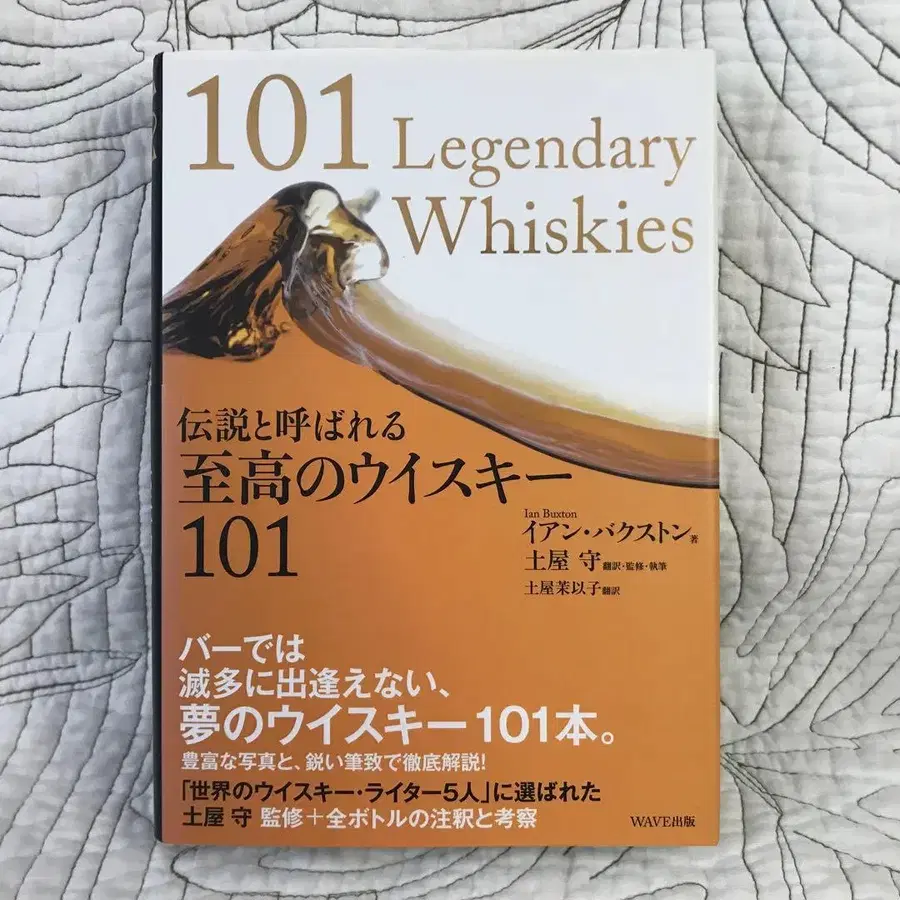 101 Legendary
Whiskies
伝説と呼ばれる
至高のウイスキー
101
Ian Buxton
イアン・バクストン 著
土屋 守 翻訳・監修・執筆
土屋茉以子 翻訳
バーでは
滅多に出逢えない、
夢のウイスキー101本。
豊富な写真と、鋭い筆致で徹底解説!
「世界のウイスキー・ライター5人」に選ばれた
土屋 守 監修＋全ボトルの注釈と考察
WAVE出版